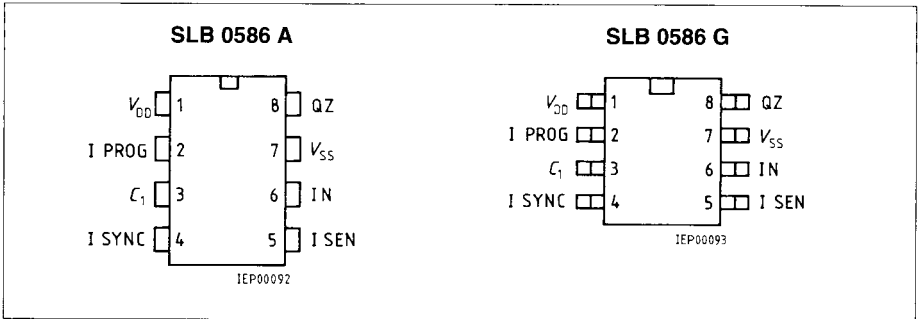 SLB 0586 A
V_DD 1 8 QZ
I PROG 2 7 V_SS
C_1 3 6 IN
I SYNC 4 5 I SEN
IEP00092
SLB 0586 G
V_DD 1 8 QZ
I PROG 2 7 V_SS
C_1 3 6 IN
I SYNC 4 5 I SEN
IEP00093